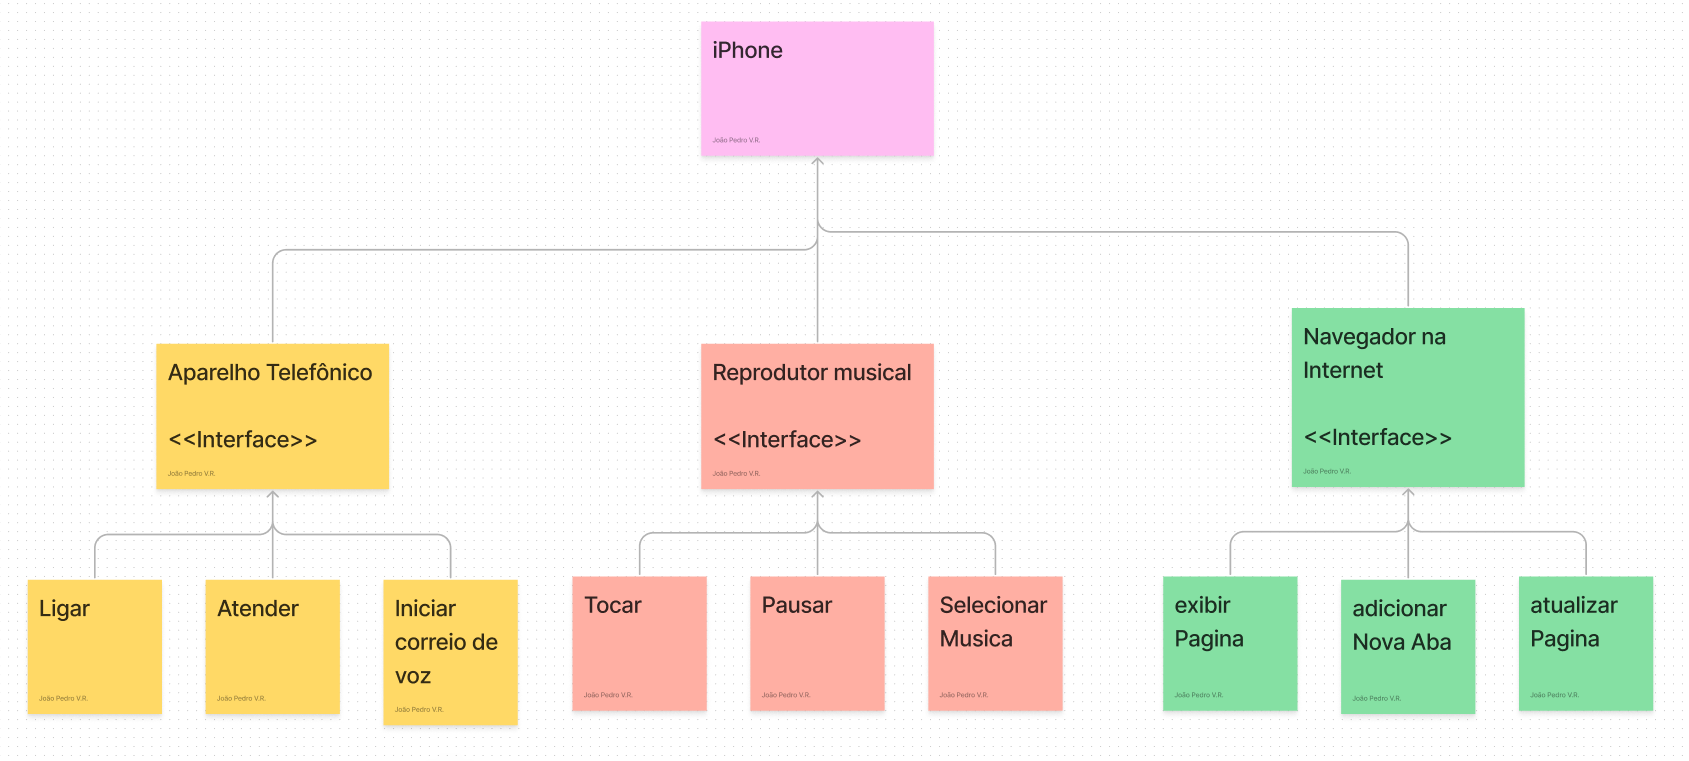 iPhone
João Pedro V.R.
Aparelho Telefônico
<<Interface>>
João Pedro V.R.
Reprodutor musical
<<Interface>>
João Pedro V.R.
Navegador na
Internet
<<Interface>>
João Pedro V.R.
Ligar
João Pedro V.R.
Atender
João Pedro V.R.
Iniciar
correio de
voz
João Pedro V.R.
Tocar
João Pedro V.R.
Pausar
João Pedro V.R.
Selecionar
Musica
João Pedro V.R.
exibir
Pagina
João Pedro V.R.
adicionar
Nova Aba
João Pedro V.R.
atualizar
Pagina
João Pedro V.R.